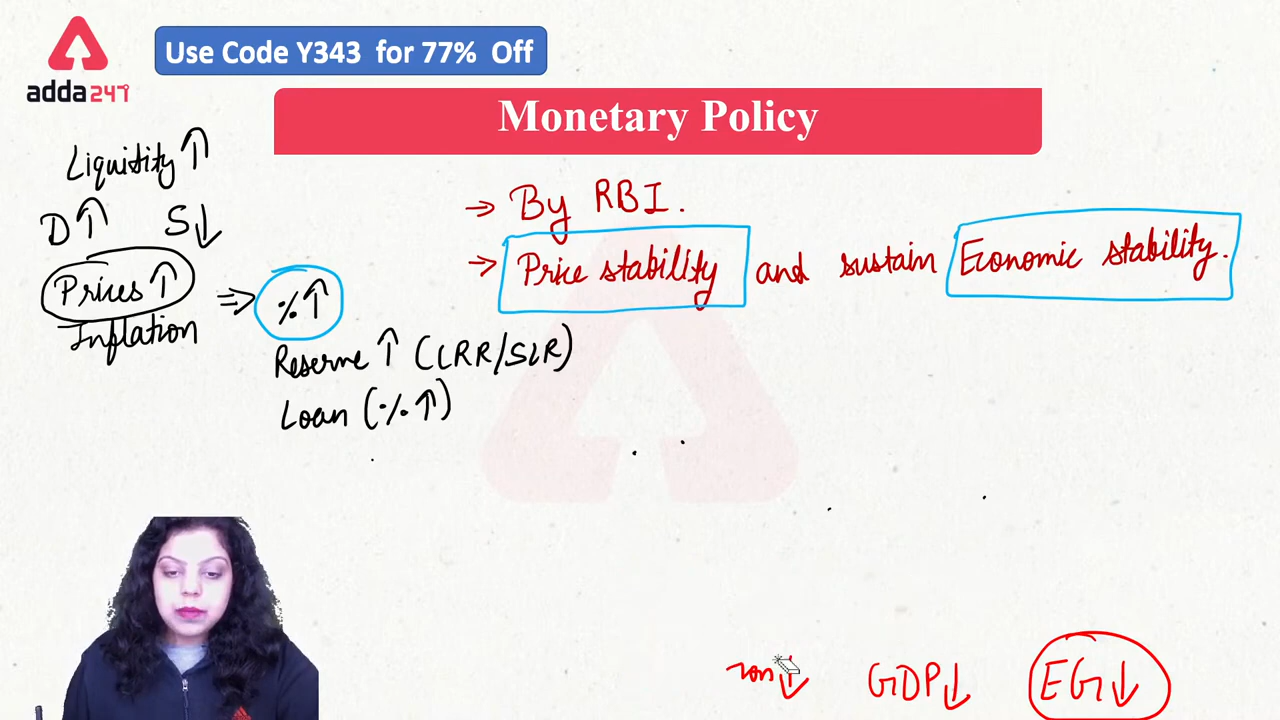 adda247
Use Code Y343 for 77% Off
Monetary Policy
Liquitity ↑
D↑ S↓
Prices ↑
Inflation
⇒ %↑
Reserve ↑ (CRR/SLR)
Loan (%↑)
→ By RBI.
→ Price stability and sustain Economic stability.
GDP↓ EG↓